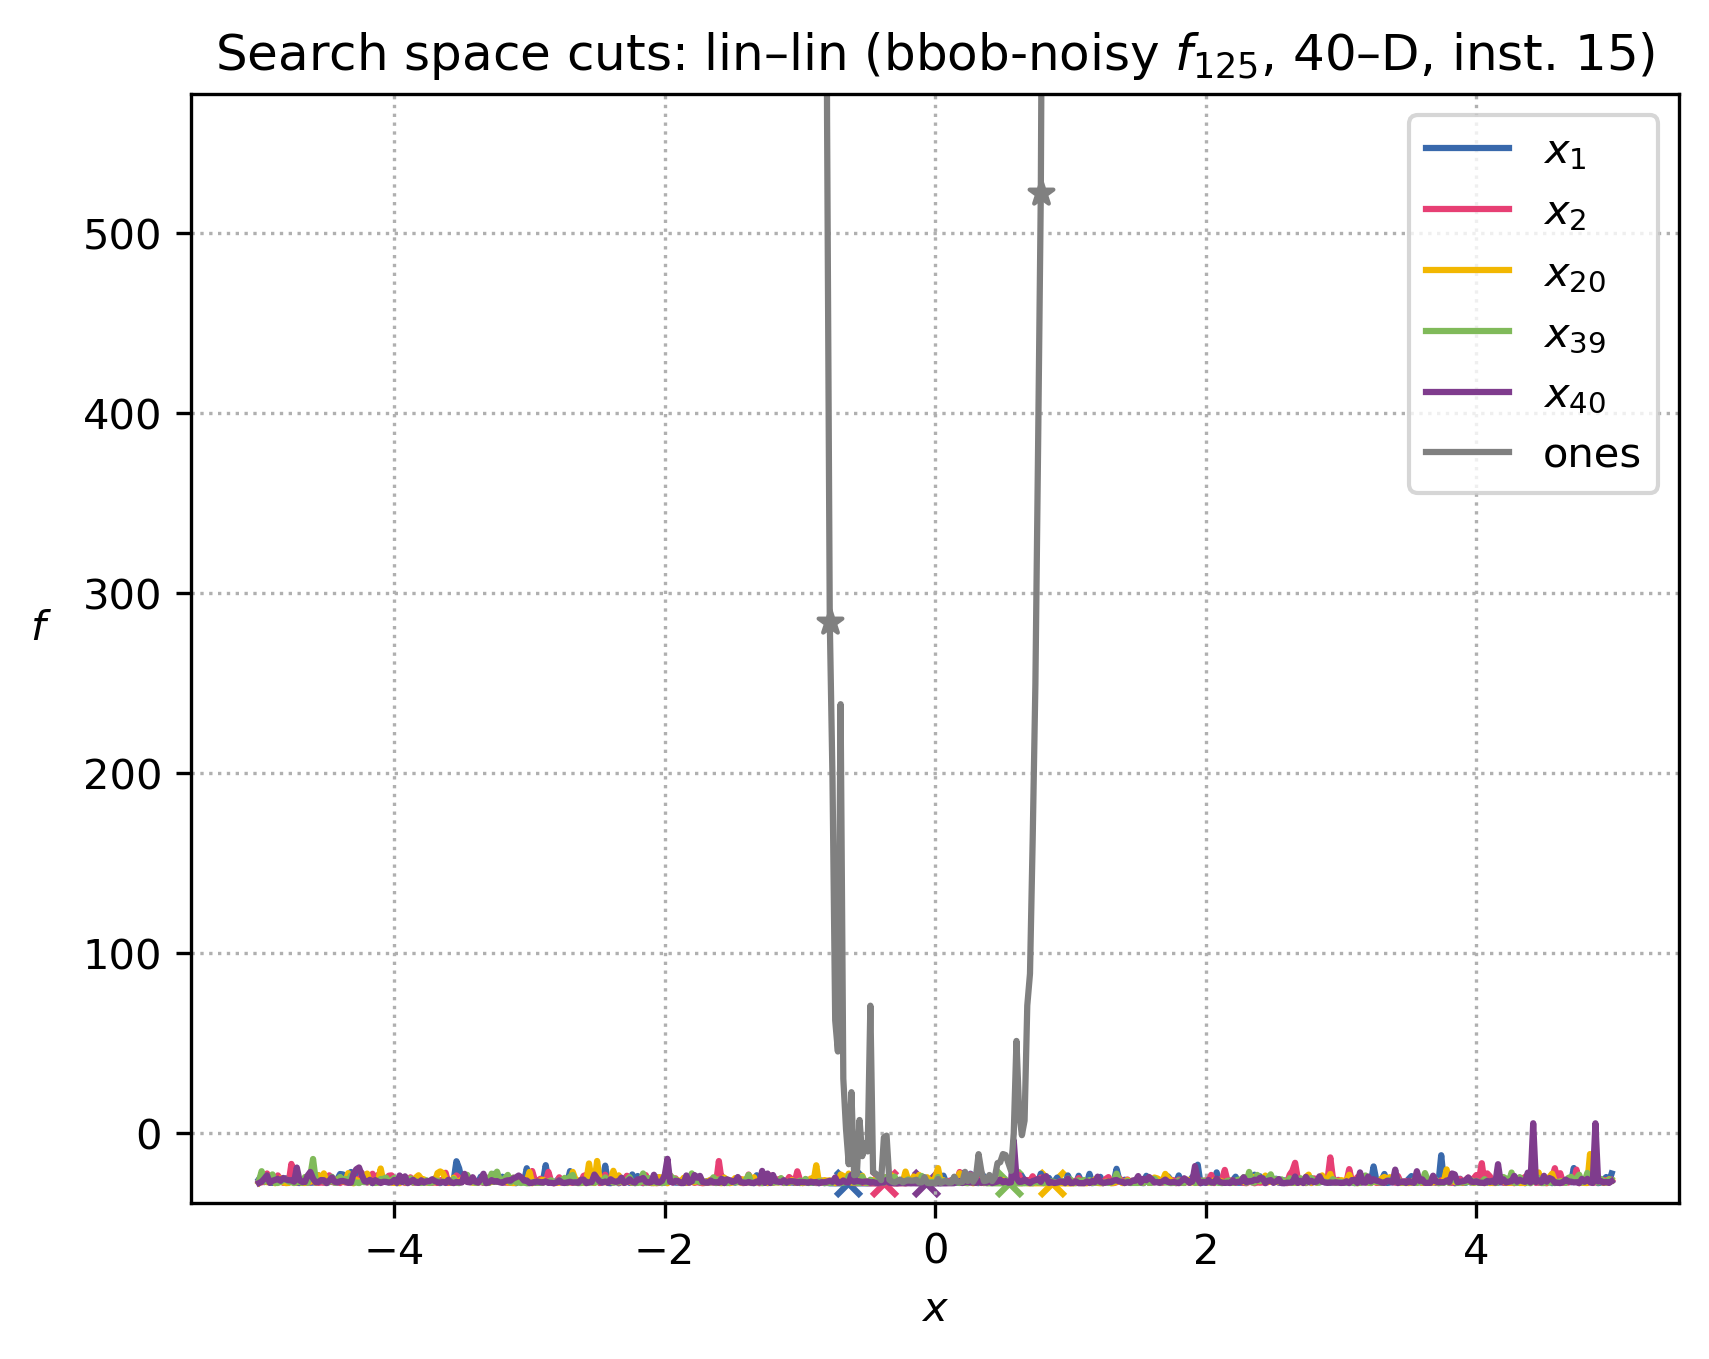 Search space cuts: lin–lin (bbob-noisy f₁₂₅, 40–D, inst. 15)
x₁
x₂
x₂₀
x₃₉
x₄₀
ones
500
400
300
200
100
0
f
−4
−2
0
2
4
x